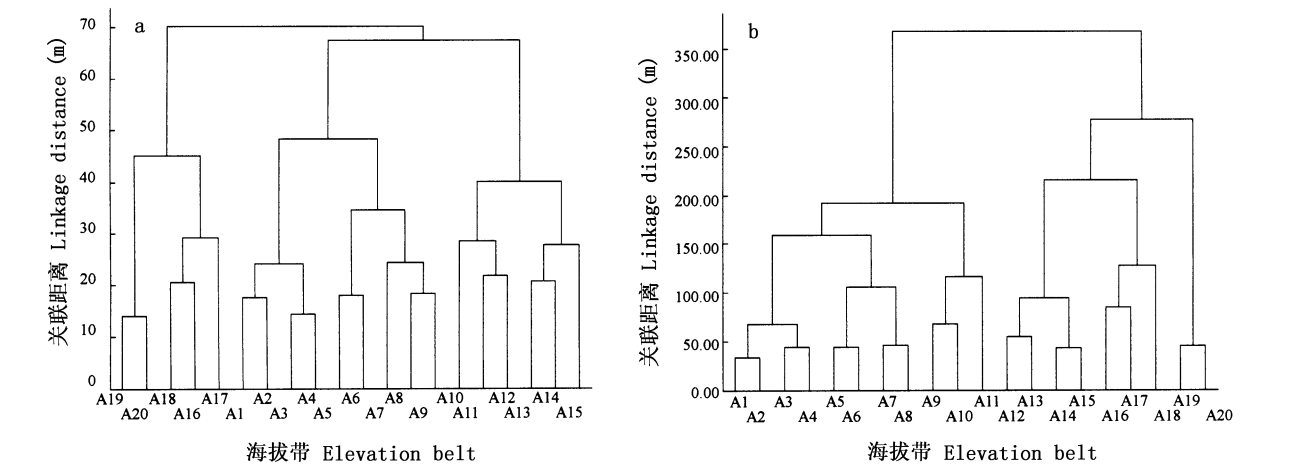 a
关联距离 Linkage distance (m)
70
60
50
40
30
20
10
0
A19 A18 A17 A2 A4 A6 A8 A10 A12 A14
A20 A16 A1 A3 A5 A7 A9 A11 A13 A15
海拔带 Elevation belt
b
关联距离 Linkage distance (m)
350.00
300.00
250.00
200.00
150.00
100.00
50.00
0.00
A1 A3 A5 A7 A9 A11 A13 A15 A17 A19
A2 A4 A6 A8 A10 A12 A14 A16 A18 A20
海拔带 Elevation belt